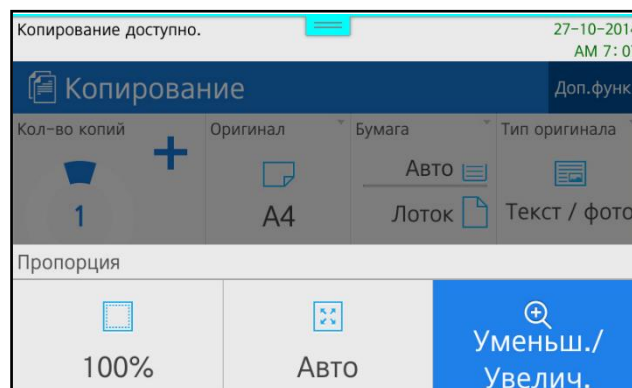 Копирование доступно.
27-10-2014
AM 7: 0
Копирование
Доп.функ
Кол-во копий
Оригинал
Бумага
Тип оригинала
1
A4
Авто
Лоток
Текст / фото
Пропорция
100%
Авто
Уменьш./
Увелич.